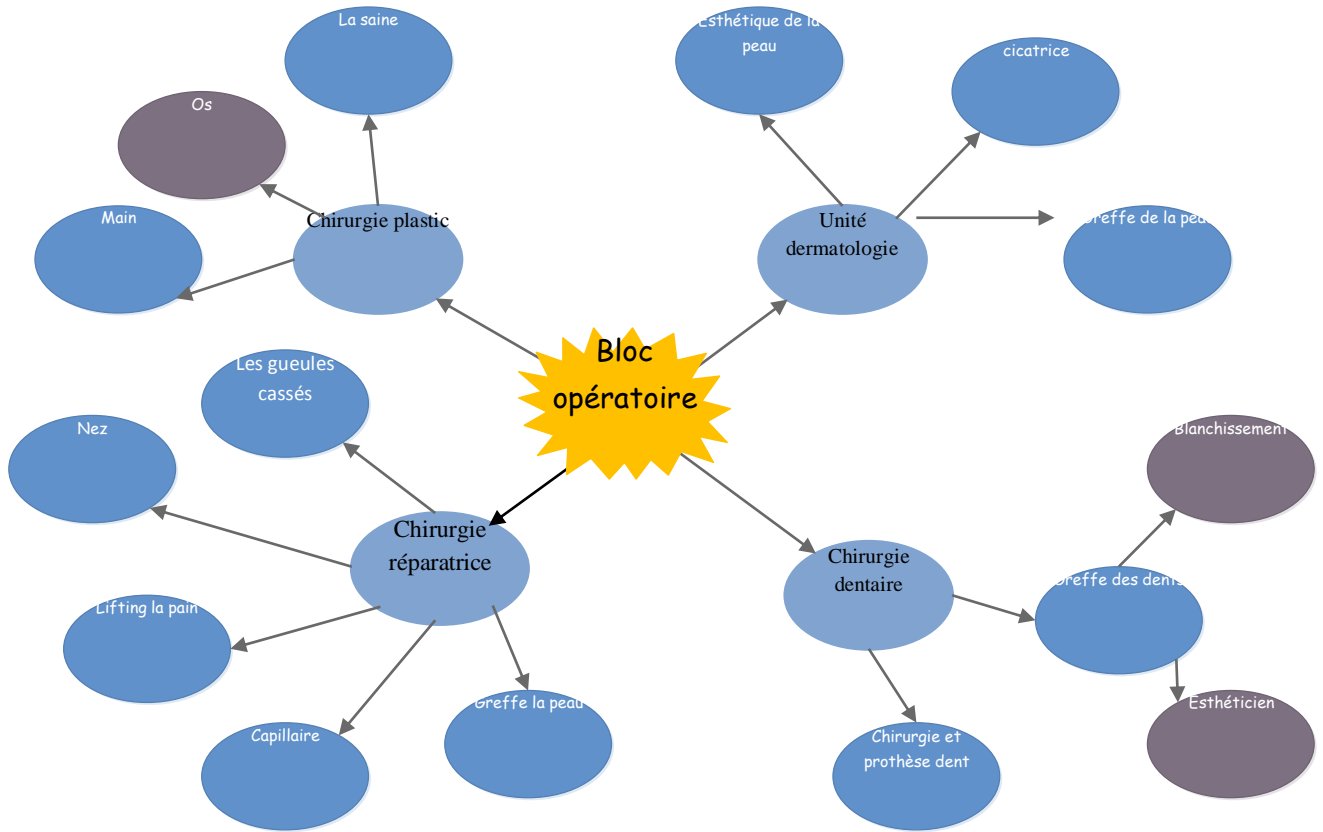 La saine
Esthétique de la
peau
cicatrice
Os
Main
Chirurgie plastic
Unité
dermatologie
Greffe de la peau
Bloc
opératoire
Les gueules
cassés
Nez
Blanchissement
Chirurgie
réparatrice
Chirurgie
dentaire
Greffe des dents
Lifting la pain
Greffe la peau
Esthéticien
Capillaire
Chirurgie et
prothèse dent